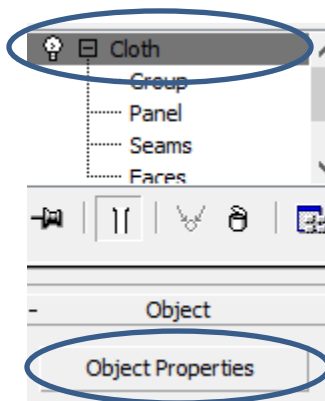 Cloth
Group
Panel
Seams
Faces
- Object
Object Properties